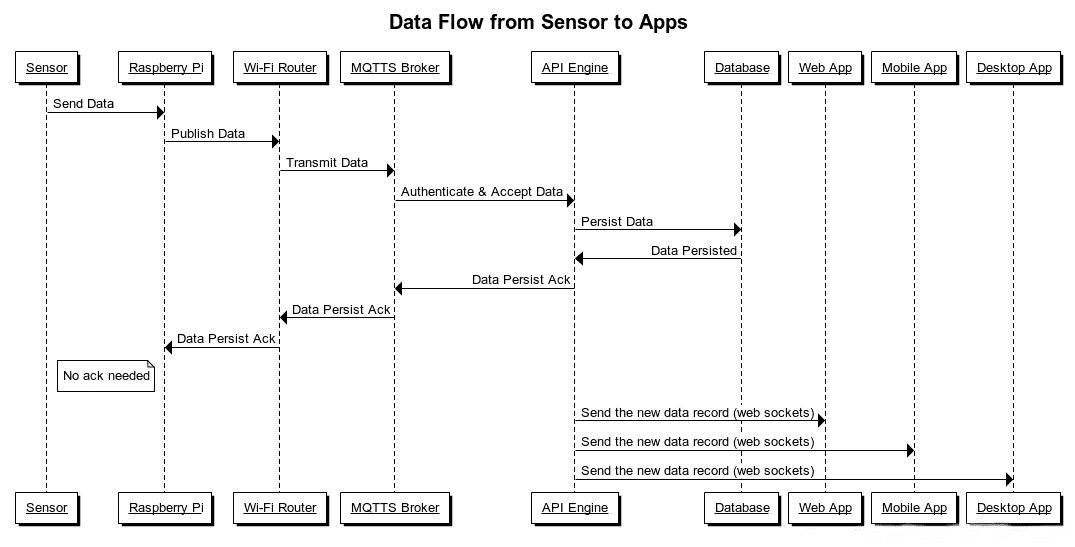 Data Flow from Sensor to Apps
Sensor Raspberry Pi Wi-Fi Router MQTTS Broker API Engine Database Web App Mobile App Desktop App
Send Data
Publish Data
Transmit Data
Authenticate & Accept Data
Persist Data
Data Persisted
Data Persist Ack
Data Persist Ack
Data Persist Ack
No ack needed
Send the new data record (web sockets)
Send the new data record (web sockets)
Send the new data record (web sockets)
Sensor Raspberry Pi Wi-Fi Router MQTTS Broker API Engine Database Web App Mobile App Desktop App